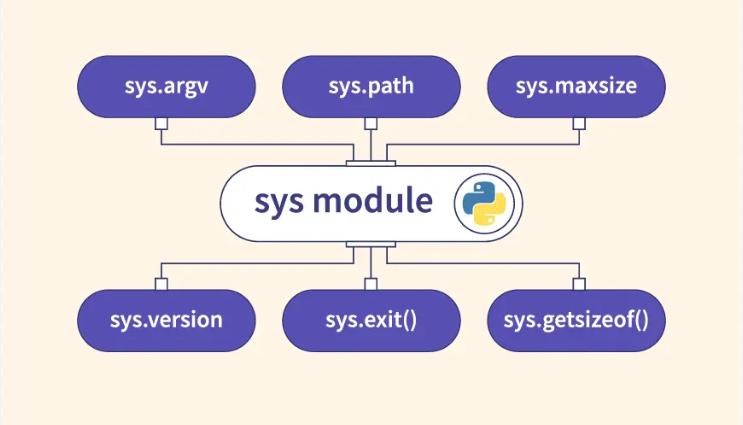 sys.argv
sys.path
sys.maxsize
sys module
sys.version
sys.exit()
sys.getsizeof()